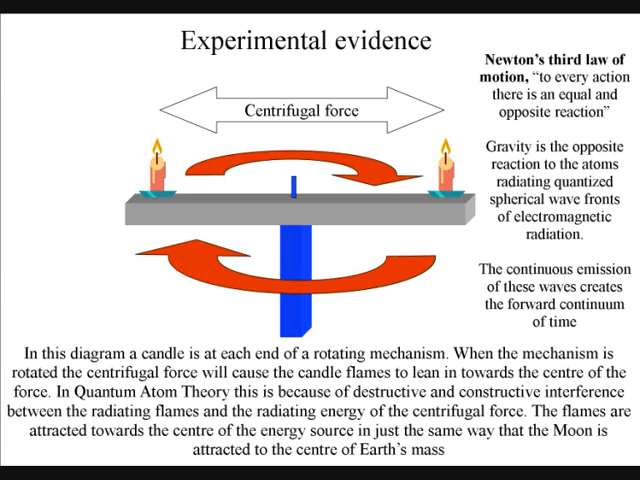 Experimental evidence
Centrifugal force
Newton's third law of
motion, "to every action
there is an equal and
opposite reaction"
Gravity is the opposite
reaction to the atoms
radiating quantized
spherical wave fronts
of electromagnetic
radiation.
The continuous emission
of these waves creates
the forward continuum
of time
In this diagram a candle is at each end of a rotating mechanism. When the mechanism is
rotated the centrifugal force will cause the candle flames to lean in towards the centre of the
force. In Quantum Atom Theory this is because of destructive and constructive interference
between the radiating flames and the radiating energy of the centrifugal force. The flames are
attracted towards the centre of the energy source in just the same way that the Moon is
attracted to the centre of Earth's mass